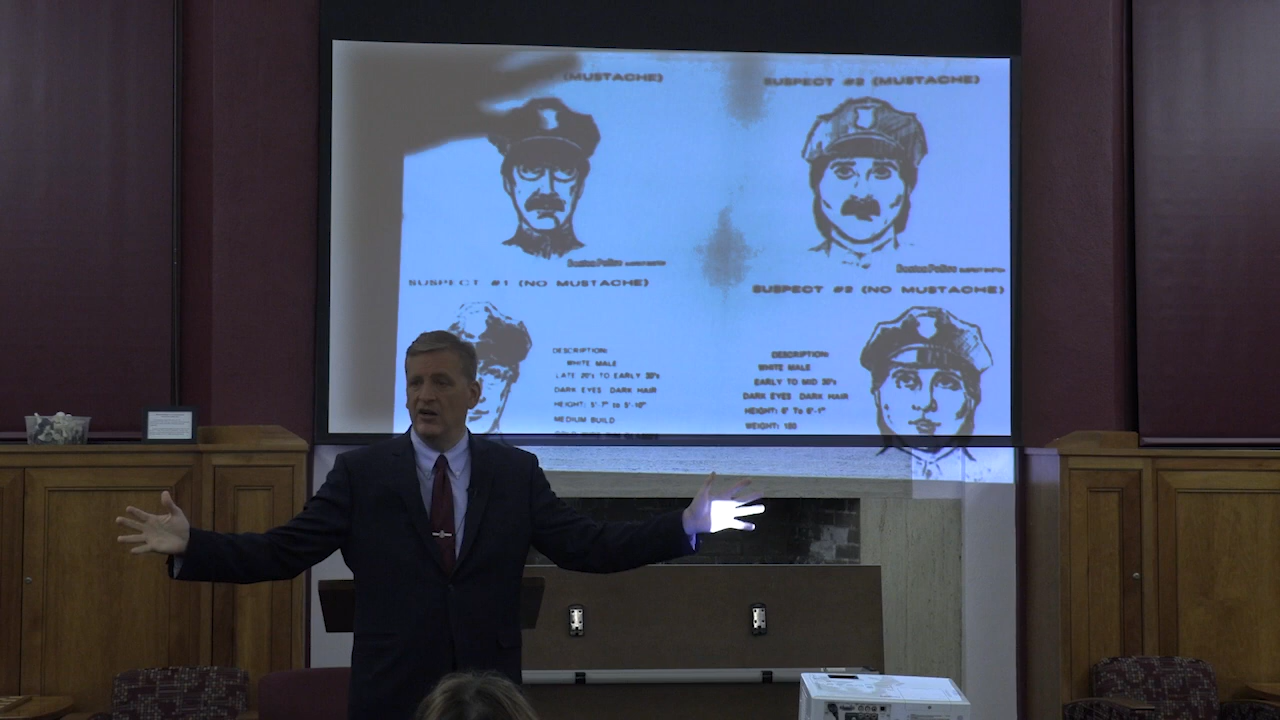 (MUSTACHE)
SUSPECT #2 (MUSTACHE)
Boston Police
Boston Police
SUSPECT #1 (NO MUSTACHE)
SUSPECT #2 (NO MUSTACHE)
DESCRIPTION:
WHITE MALE
LATE 20's TO EARLY 30's
DARK EYES DARK HAIR
HEIGHT: 5'-7" to 5'-10"
MEDIUM BUILD
DESCRIPTION:
WHITE MALE
EARLY TO MID 30's
DARK EYES DARK HAIR
HEIGHT: 6' To 6'-1"
WEIGHT: 180